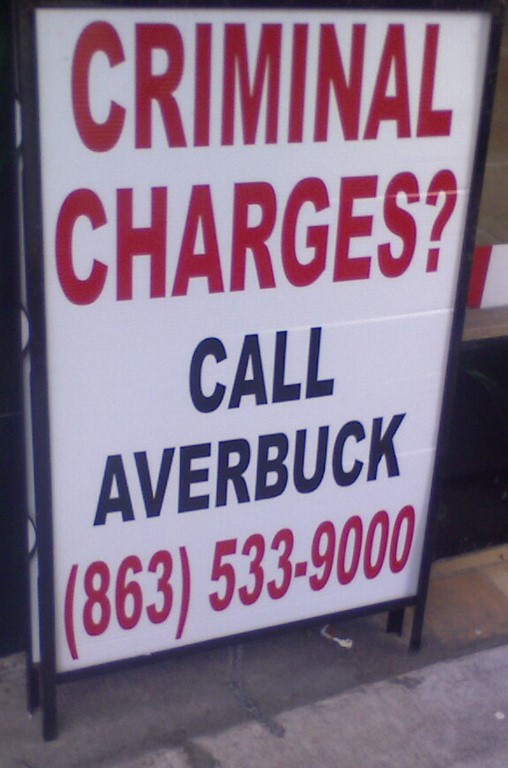 CRIMINAL
CHARGES?
CALL
AVERBUCK
(863) 533-9000